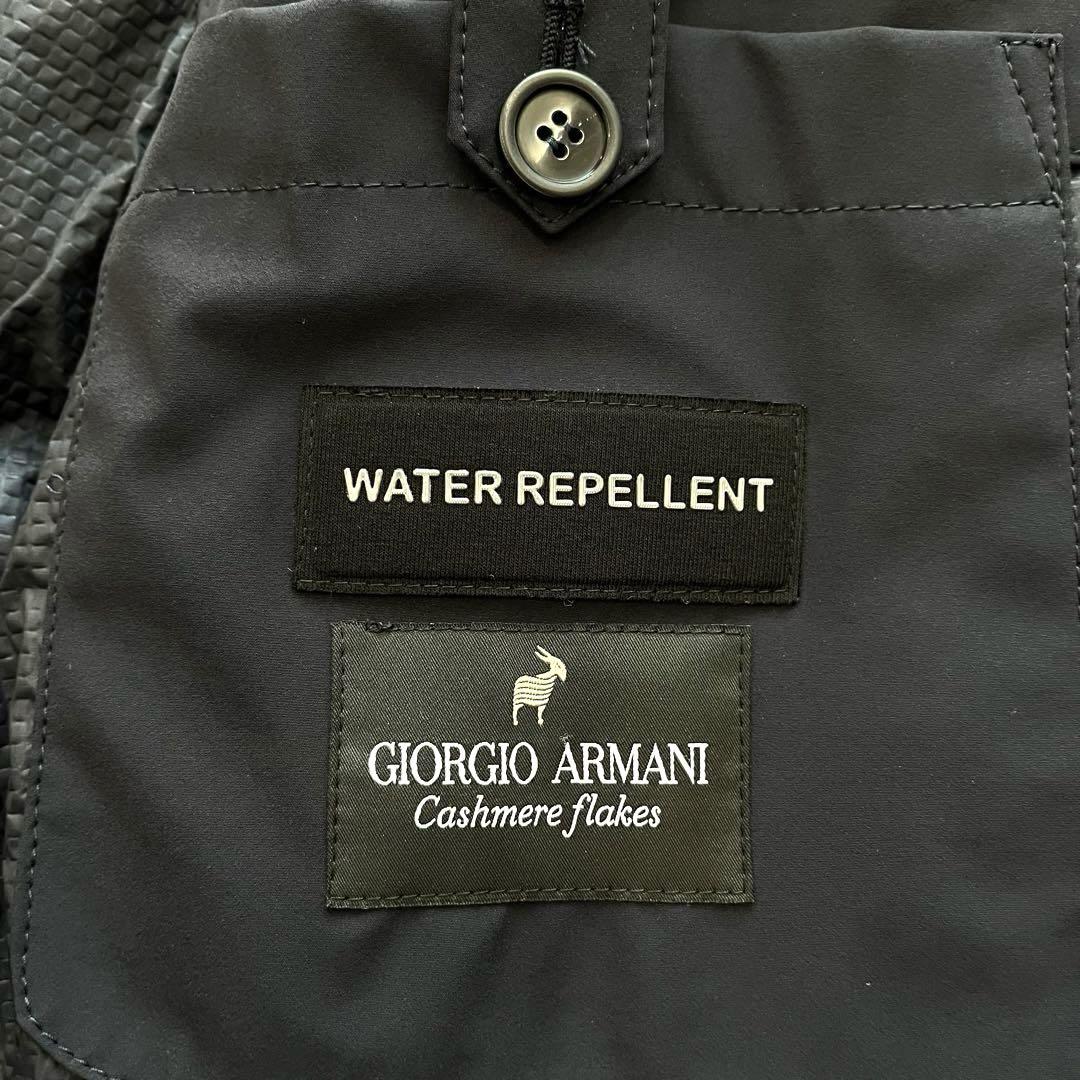 WATER REPELLENT
GIORGIO ARMANI
Cashmere flakes